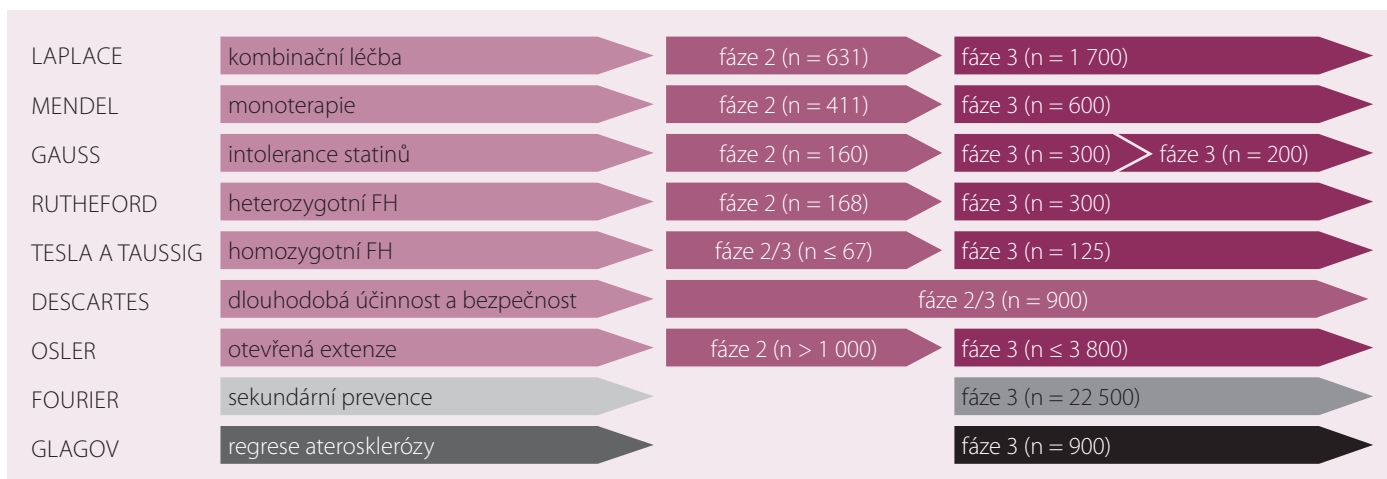 LAPLACE kombinační léčba fáze 2 (n = 631) fáze 3 (n = 1 700)
MENDEL monoterapie fáze 2 (n = 411) fáze 3 (n = 600)
GAUSS intolerance statinů fáze 2 (n = 160) fáze 3 (n = 300) fáze 3 (n = 200)
RUTHEFORD heterozygotní FH fáze 2 (n = 168) fáze 3 (n = 300)
TESLA A TAUSSIG homozygotní FH fáze 2/3 (n ≤ 67) fáze 3 (n = 125)
DESCARTES dlouhodobá účinnost a bezpečnost fáze 2/3 (n = 900)
OSLER otevřená extenze fáze 2 (n > 1 000) fáze 3 (n ≤ 3 800)
FOURIER sekundární prevence fáze 3 (n = 22 500)
GLAGOV regrese aterosklerózy fáze 3 (n = 900)